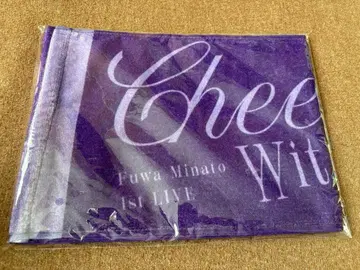 Chee
Wit
Fuwa Minato
1st LIVE